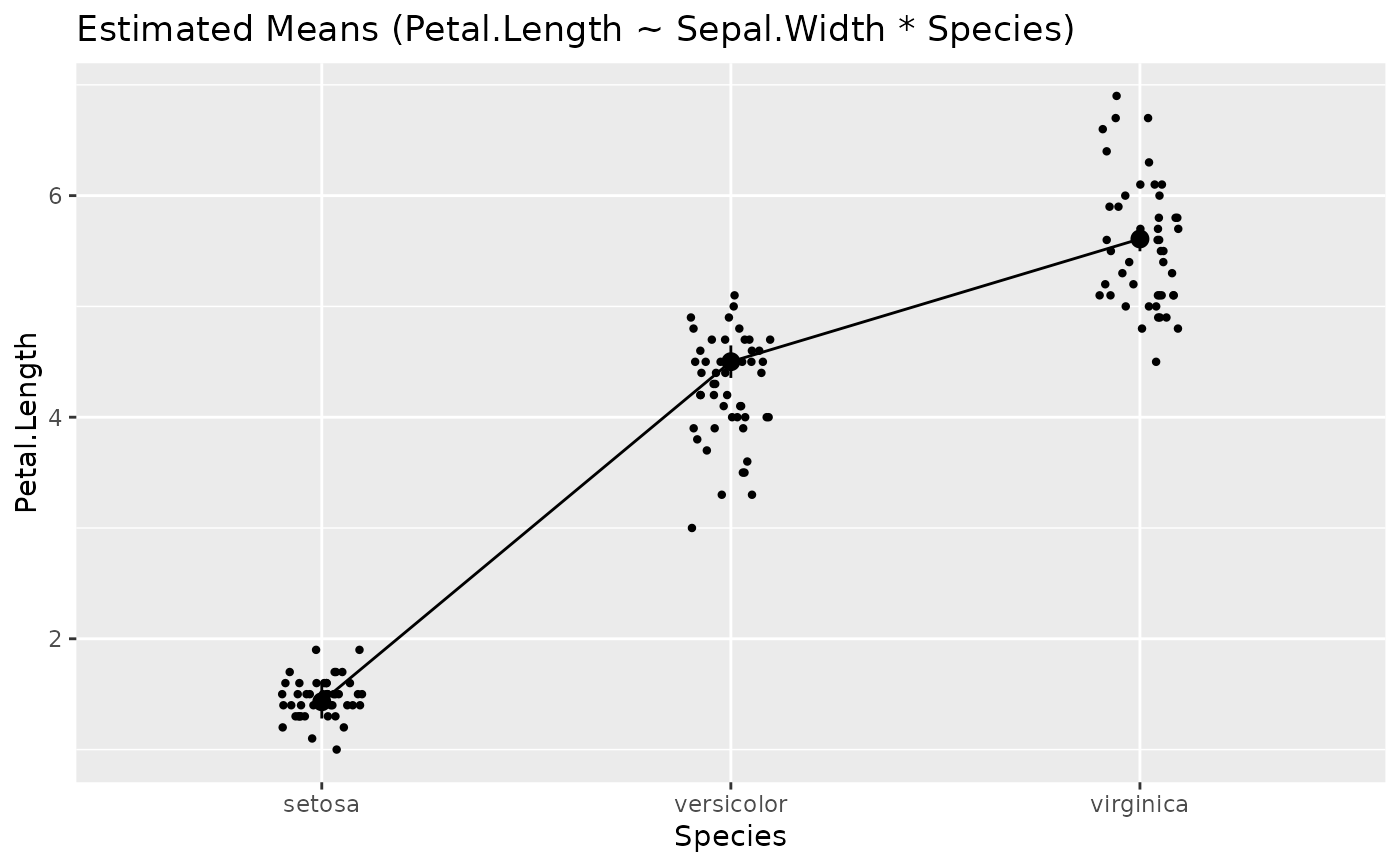 Estimated Means (Petal.Length ~ Sepal.Width * Species)
Petal.Length
6
4
2
setosa
versicolor
virginica
Species